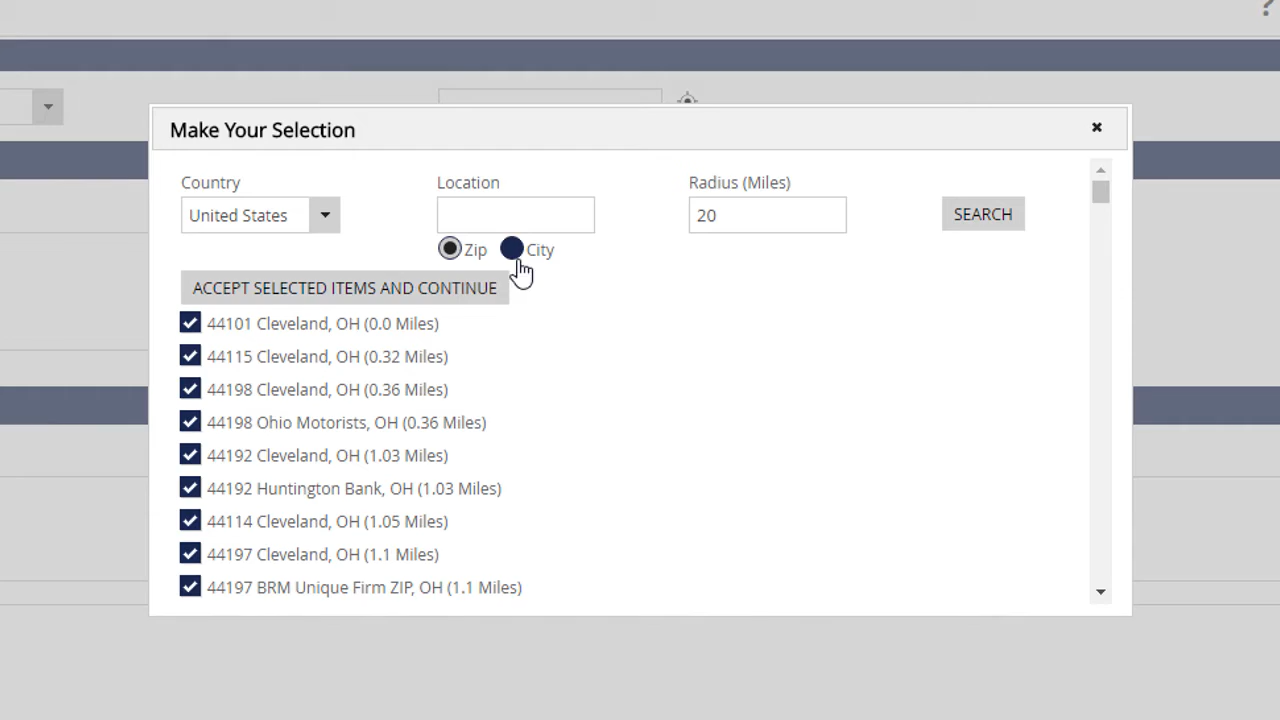 ?
Make Your Selection
Country
Location
Radius (Miles)
United States
20
SEARCH
Zip
City
ACCEPT SELECTED ITEMS AND CONTINUE
44101 Cleveland, OH (0.0 Miles)
44115 Cleveland, OH (0.32 Miles)
44198 Cleveland, OH (0.36 Miles)
44198 Ohio Motorists, OH (0.36 Miles)
44192 Cleveland, OH (1.03 Miles)
44192 Huntington Bank, OH (1.03 Miles)
44114 Cleveland, OH (1.05 Miles)
44197 Cleveland, OH (1.1 Miles)
44197 BRM Unique Firm ZIP, OH (1.1 Miles)